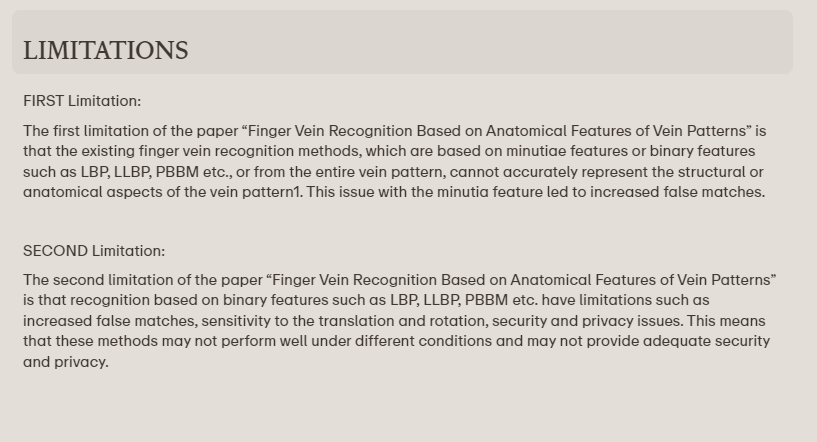 LIMITATIONS
FIRST Limitation:
The first limitation of the paper “Finger Vein Recognition Based on Anatomical Features of Vein Patterns” is
that the existing finger vein recognition methods, which are based on minutiae features or binary features
such as LBP, LLBP, PBBM etc., or from the entire vein pattern, cannot accurately represent the structural or
anatomical aspects of the vein pattern1. This issue with the minutia feature led to increased false matches.
SECOND Limitation:
The second limitation of the paper “Finger Vein Recognition Based on Anatomical Features of Vein Patterns”
is that recognition based on binary features such as LBP, LLBP, PBBM etc. have limitations such as
increased false matches, sensitivity to the translation and rotation, security and privacy issues. This means
that these methods may not perform well under different conditions and may not provide adequate security
and privacy.